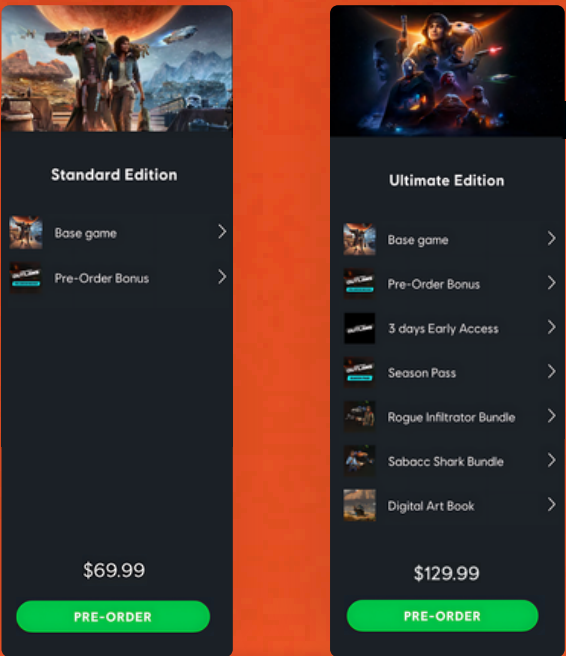 Standard Edition
Base game
Pre-Order Bonus
$69.99
PRE-ORDER
Ultimate Edition
Base game
Pre-Order Bonus
3 days Early Access
Season Pass
Rogue Infiltrator Bundle
Sabacc Shark Bundle
Digital Art Book
$129.99
PRE-ORDER